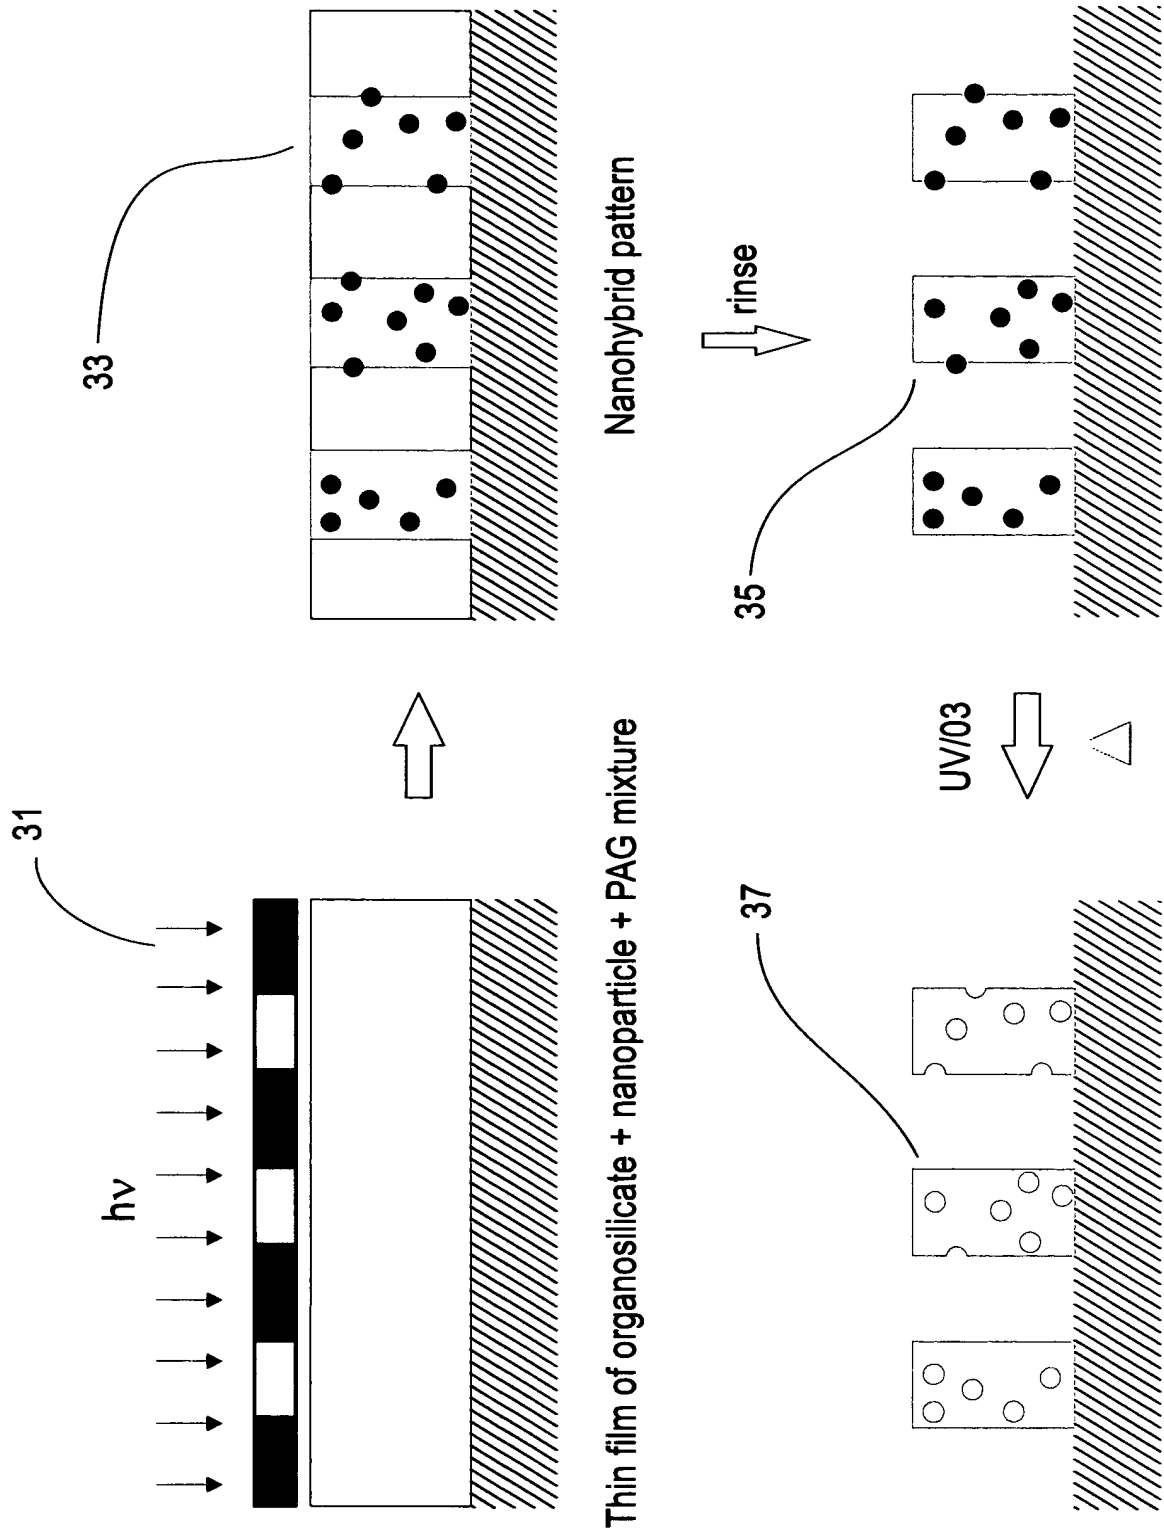 31
hν
Thin film of organosilicate + nanoparticle + PAG mixture
33
Nanohybrid pattern
rinse
35
UV/03
37